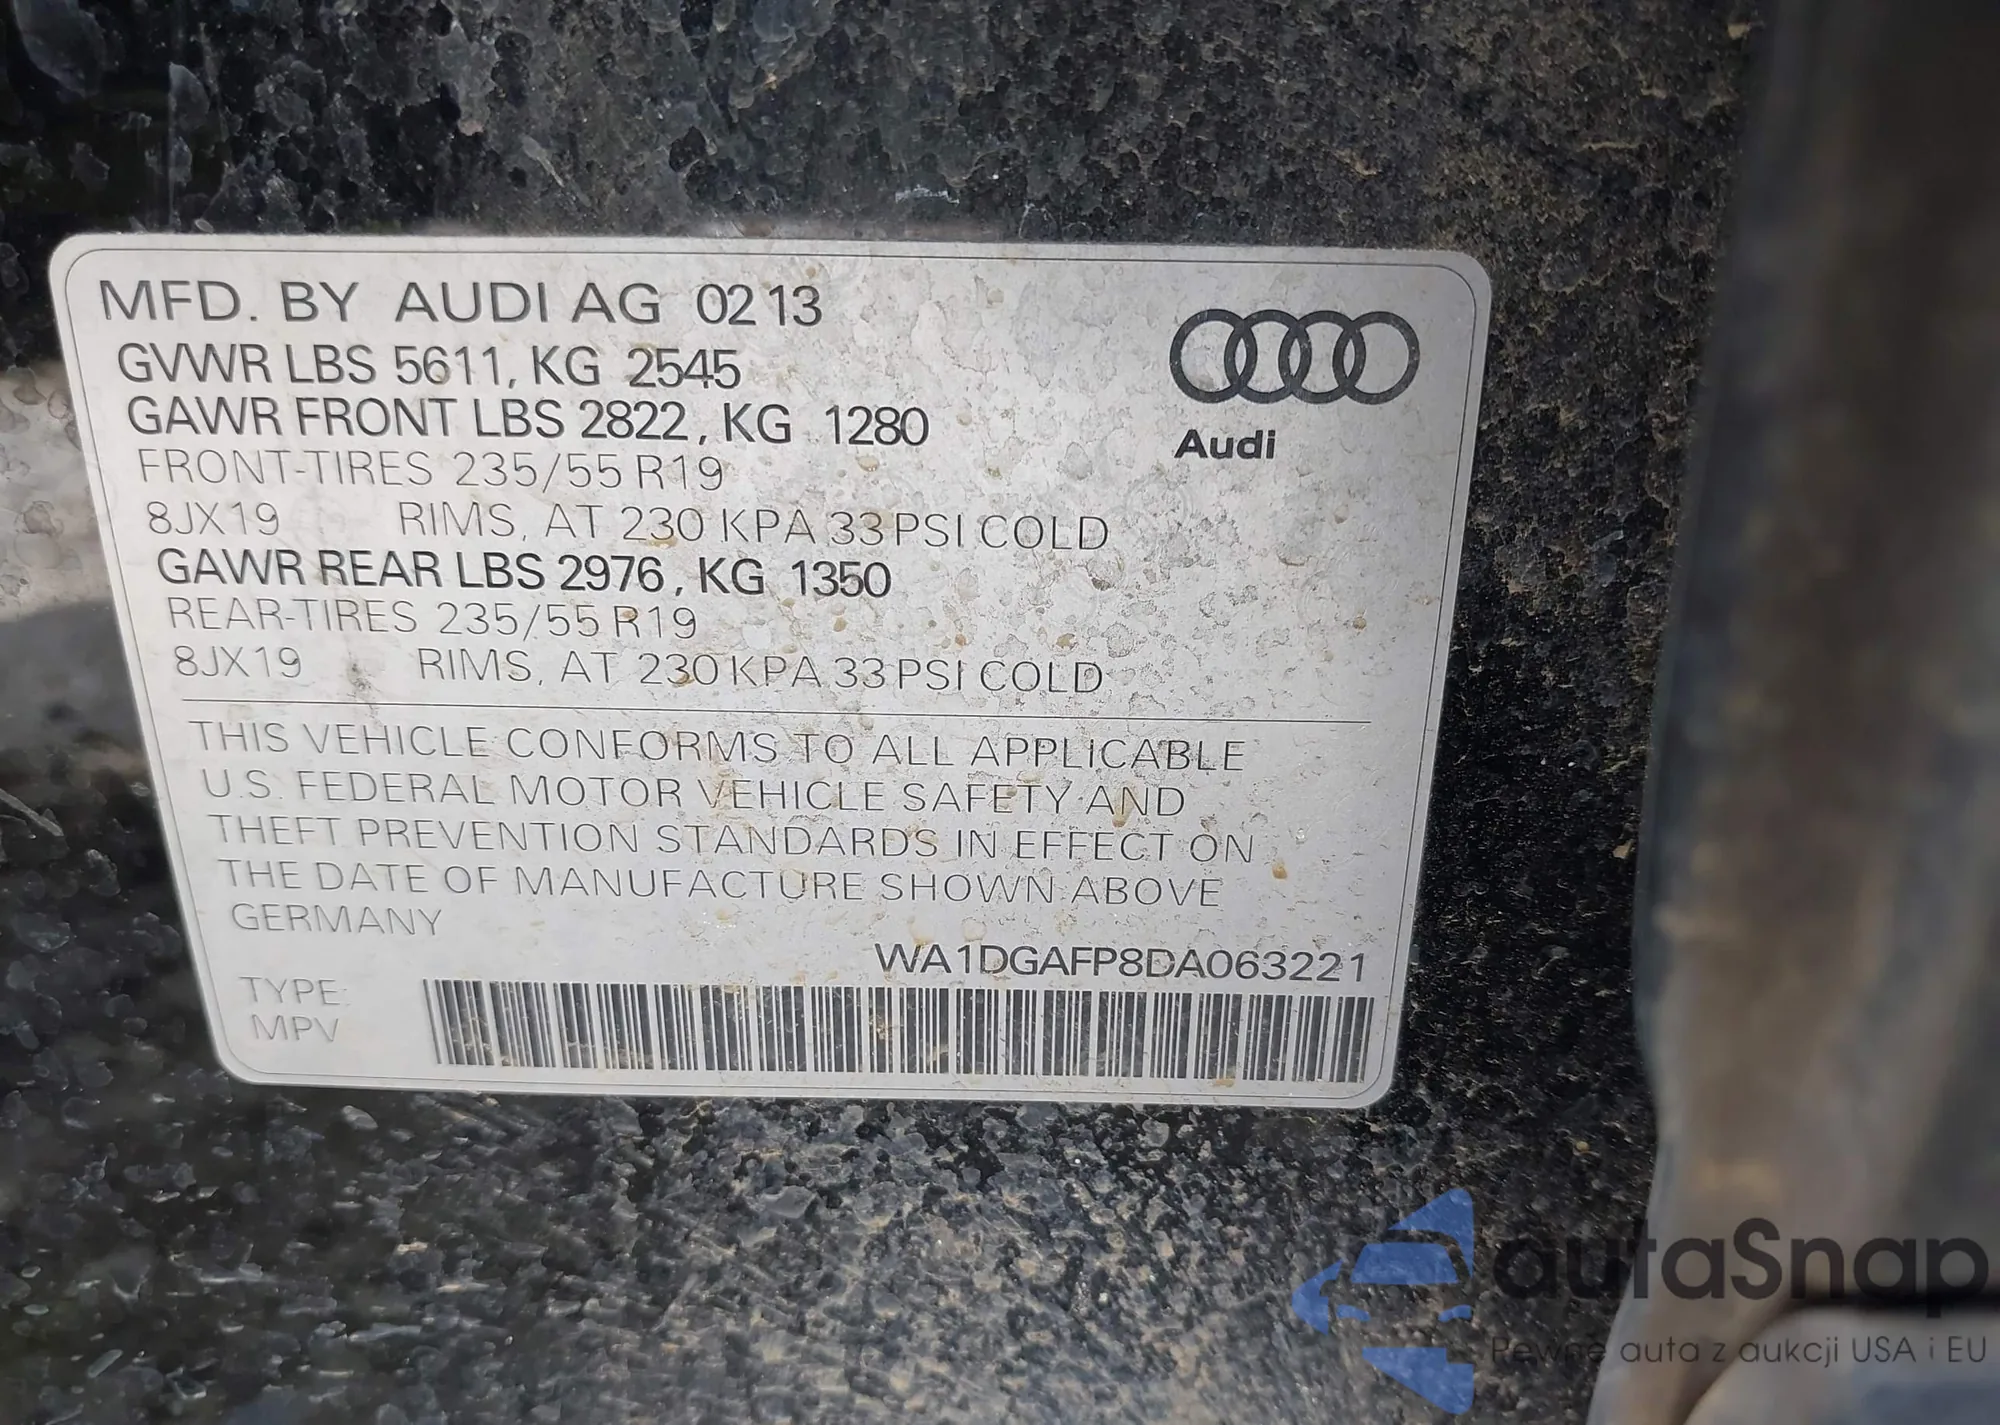 MFD. BY AUDI AG 0213
GVWR LBS 5611, KG 2545
GAWR FRONT LBS 2822, KG 1280
FRONT-TIRES 235/55 R19
8JX19 RIMS, AT 230 KPA 33 PSI COLD
GAWR REAR LBS 2976, KG 1350
REAR-TIRES 235/55 R19
8JX19 RIMS, AT 230 KPA 33 PSI COLD
Audi
THIS VEHICLE CONFORMS TO ALL APPLICABLE
U.S. FEDERAL MOTOR VEHICLE SAFETY AND
THEFT PREVENTION STANDARDS IN EFFECT ON
THE DATE OF MANUFACTURE SHOWN ABOVE
GERMANY
WA1DGAFP8DA063221
TYPE:
MPV
autaSnap
Pewne auta z aukcji USA i EU